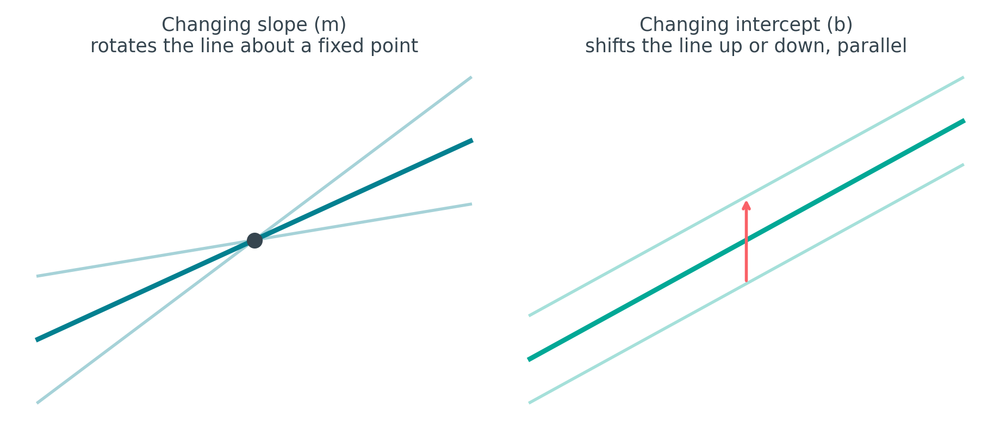 Changing slope (m)
rotates the line about a fixed point
Changing intercept (b)
shifts the line up or down, parallel